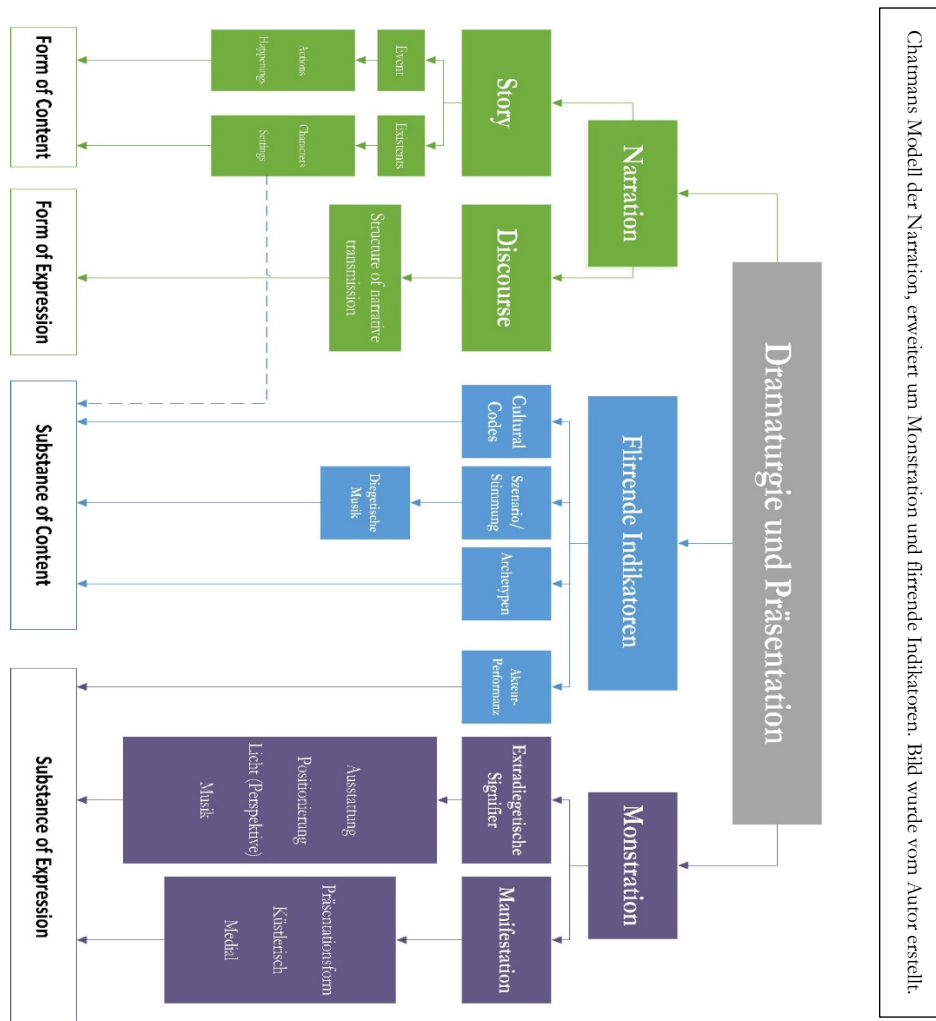 Chatmans Modell der Narration, erweitert um Monstration und flirrende Indikatoren. Bild wurde vom Autor erstellt.
Dramaturgie und Präsentation
Narration
Flirrende Indikatoren
Monstration
Story
Discourse
Cultural
Codes
Szenario/
Stimmung
Archetypen
Akteur-
Performanz
Extradiegetische
Signifier
Manifestation
Event
Existents
Structure of narrative
transmission
Diegetische
Musik
Ausstattung
Positionierung
Licht (Perspektive)
Musik
Präsentationsform
Küstlerisch
Medial
Actions
Happenings
Characters
Settings
Form of Content
Form of Expression
Substance of Content
Substance of Expression